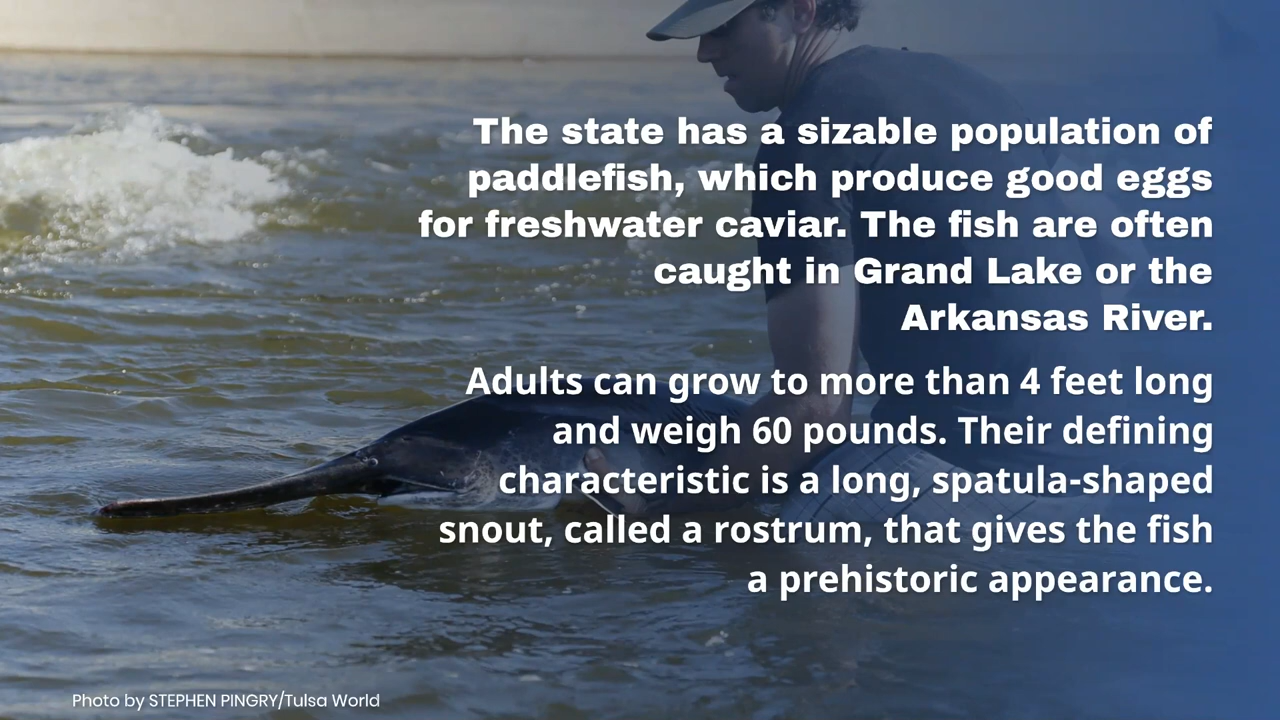 The state has a sizable population of
paddlefish, which produce good eggs
for freshwater caviar. The fish are often
caught in Grand Lake or the
Arkansas River.
Adults can grow to more than 4 feet long
and weigh 60 pounds. Their defining
characteristic is a long, spatula-shaped
snout, called a rostrum, that gives the fish
a prehistoric appearance.
Photo by STEPHEN PINGRY/Tulsa World